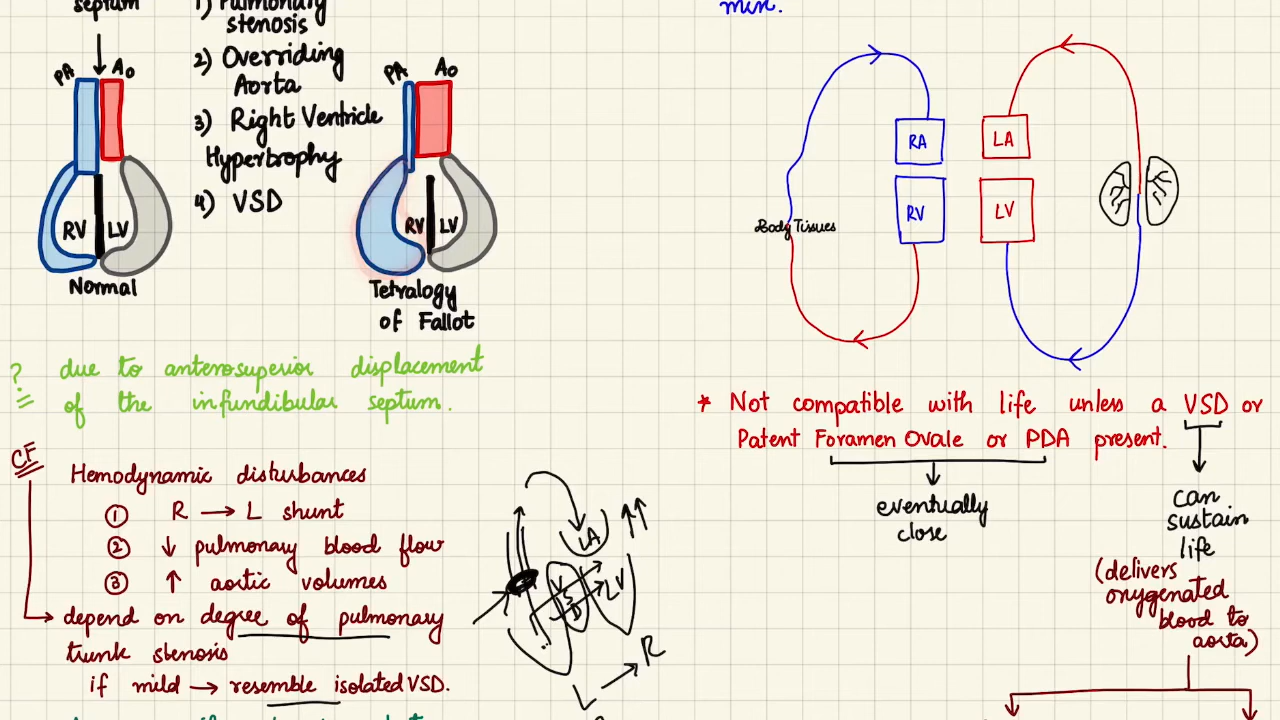 septum
1) Pulmonary
stenosis
2) Overriding
Aorta
3) Right Ventricle
Hypertrophy
4) VSD
PA Ao
RV LV
Normal
PA Ao
RV LV
Tetralogy
of Fallot
? due to anterosuperior displacement
of the infundibular septum.
CF
Hemodynamic disturbances
① R → L shunt
② ↓ pulmonary blood flow
③ ↑ aortic volumes
→ depend on degree of pulmonary
trunk stenosis
if mild → resemble isolated VSD.
LA
VSD
LV
L → R
mix.
RA LA
RV LV
Body Tissues
* Not compatible with life unless a VSD or
Patent Foramen Ovale or PDA present.
eventually
close
can
sustain
life
(delivers
oxygenated
blood to
aorta)